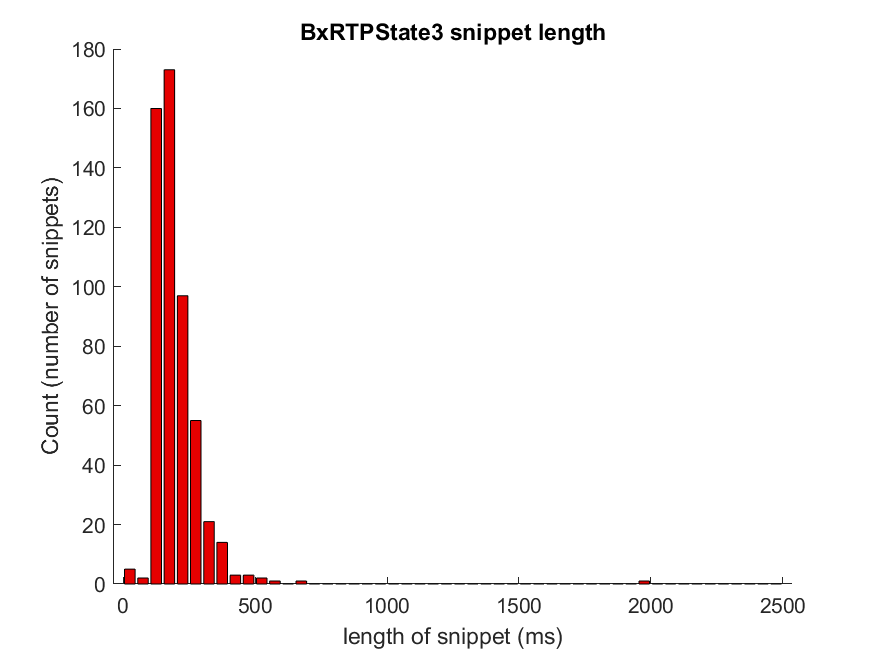 BxRTPState3 snippet length
180
160
140
120
100
80
60
40
20
0
Count (number of snippets)
0 500 1000 1500 2000 2500
length of snippet (ms)